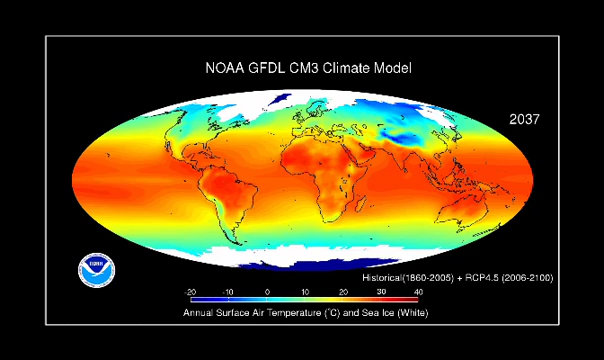 NOAA GFDL CM3 Climate Model
2037
Historical(1860-2005) + RCP4.5 (2006-2100)
-20 -10 0 10 20 30 40
Annual Surface Air Temperature (°C) and Sea Ice (White)